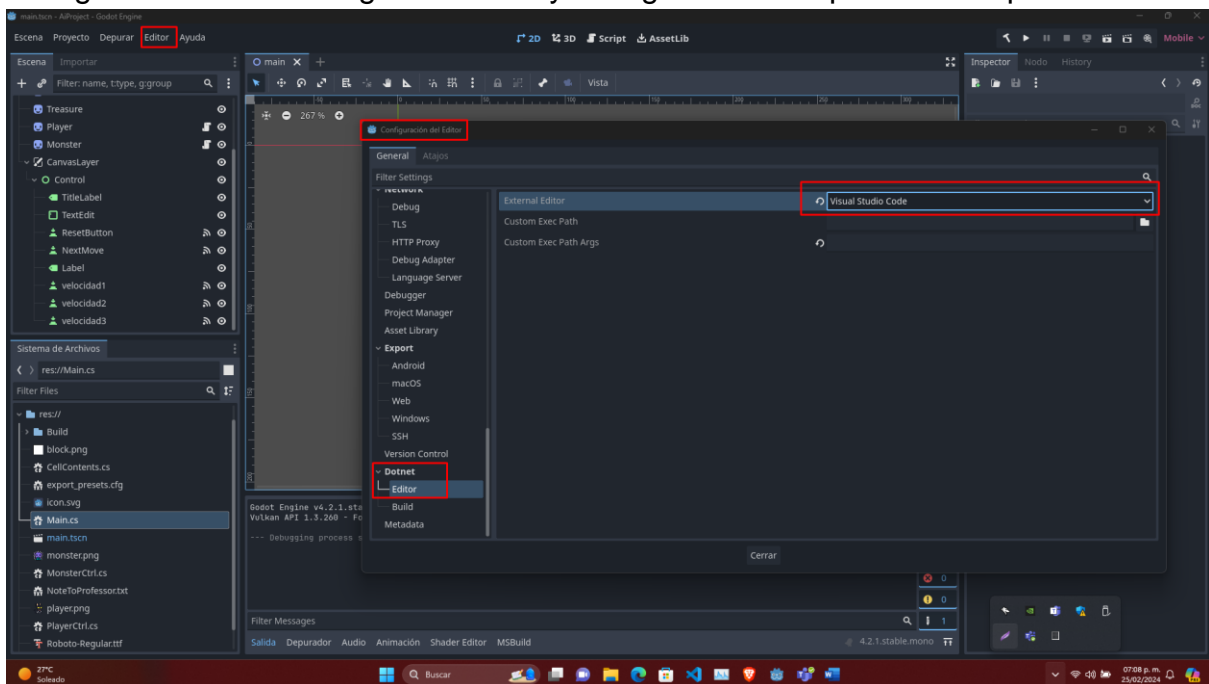 main.tscn - AiProject - Godot Engine
Escena Proyecto Depurar Editor Ayuda
2D 3D Script AssetLib
Mobile
Escena Importar
Filter: name, t:type, g:group
Treasure
Player
Monster
CanvasLayer
Control
TitleLabel
TextEdit
ResetButton
NextMove
Label
velocidad1
velocidad2
velocidad3
Sistema de Archivos
res://Main.cs
Filter Files
res://
Build
block.png
CellContents.cs
export_presets.cfg
icon.svg
Main.cs
main.tscn
monster.png
MonsterCtrl.cs
NoteToProfessor.txt
player.png
PlayerCtrl.cs
Roboto-Regular.ttf
main
Vista
267 %
Configuración del Editor
General Atajos
Filter Settings
Network
Debug
TLS
HTTP Proxy
Debug Adapter
Language Server
Debugger
Project Manager
Asset Library
Export
Android
macOS
Web
Windows
SSH
Version Control
Dotnet
Editor
Build
Metadata
External Editor Visual Studio Code
Custom Exec Path
Custom Exec Path Args
Cerrar
Godot Engine v4.2.1.sta
Vulkan API 1.3.260 - Fo
--- Debugging process s
Filter Messages
0
0
1
Salida Depurador Audio Animación Shader Editor MSBuild
4.2.1.stable.mono
Inspector Nodo History
27°C
Soleado
Buscar
07:08 p. m.
25/02/2024